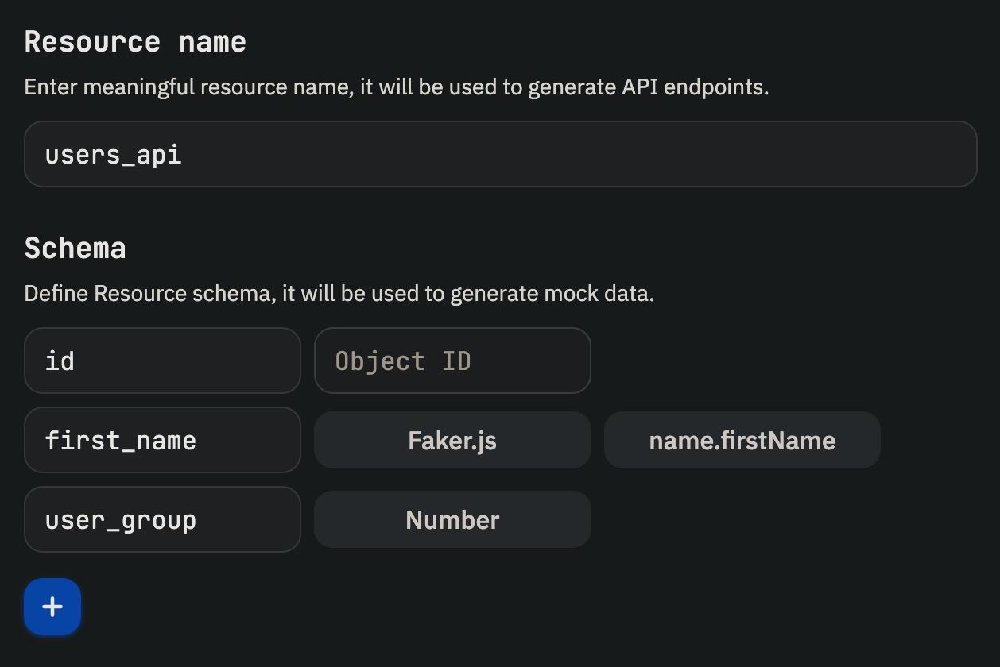 Resource name
Enter meaningful resource name, it will be used to generate API endpoints.
users_api
Schema
Define Resource schema, it will be used to generate mock data.
id Object ID
first_name Faker.js name.firstName
user_group Number
+